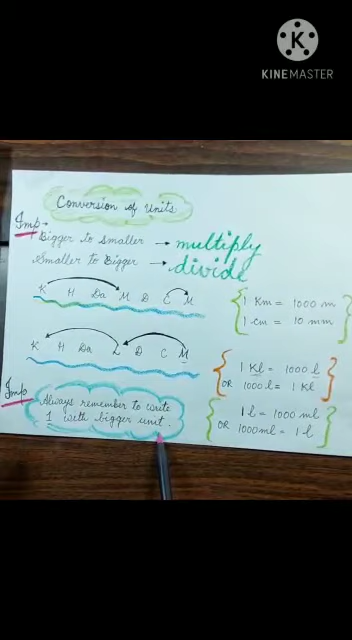 K
KINEMASTER
Conversion of Units
Imp→
Bigger to Smaller → multiply
Smaller to Bigger → divide
K H Da M D C M
1 Km = 1000 m
1 cm = 10 mm
K H Da L D C M
1 Kl = 1000 l
OR 1000 l = 1 Kl
Imp
Always remember to write
1 with bigger unit.
1 l = 1000 ml
OR 1000 ml = 1 l